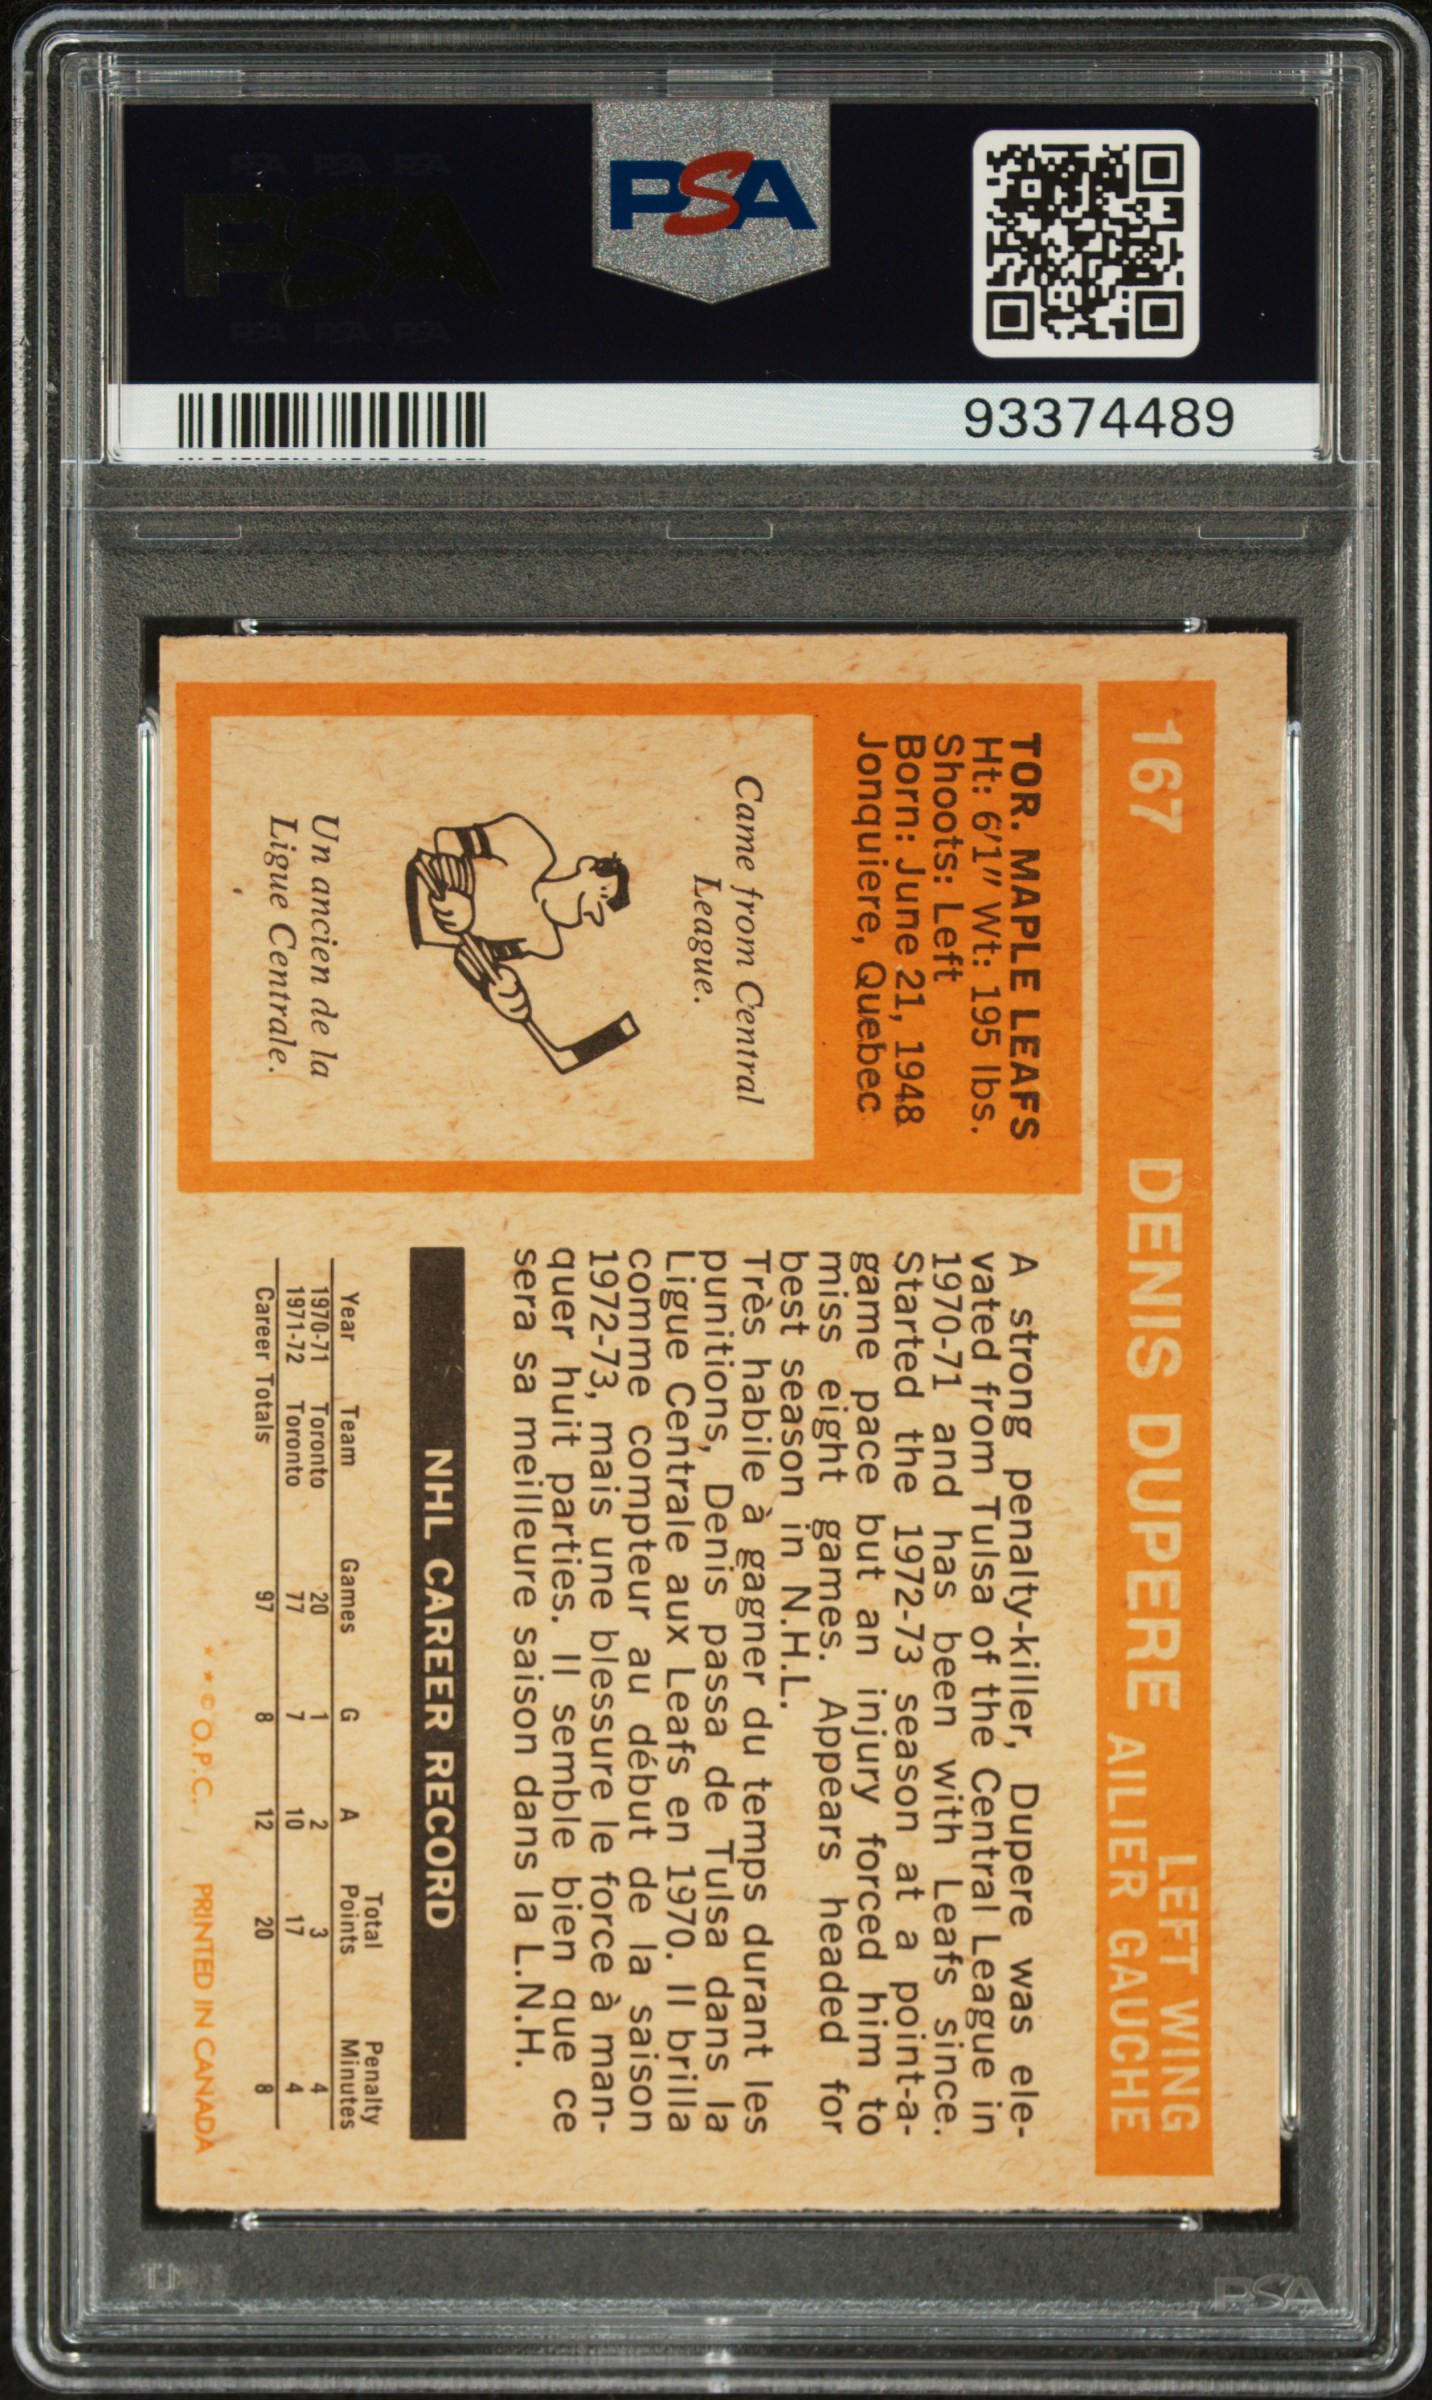 PSA
PSA PSA PSA
PSA
PSA PSA PSA
93374489
167 DENIS DUPERE LEFT WING
AILIER GAUCHE
TOR. MAPLE LEAFS
Ht: 6'1" Wt: 195 lbs.
Shoots: Left
Born: June 21, 1948
Jonquiere, Quebec
Came from Central
League.
Un ancien de la
Ligue Centrale.
A strong penalty-killer, Dupere was ele-
vated from Tulsa of the Central League in
1970-71 and has been with Leafs since.
Started the 1972-73 season at a point-a-
game pace but an injury forced him to
miss eight games. Appears headed for
best season in N.H.L.
Très habile à gagner du temps durant les
punitions, Denis passa de Tulsa dans la
Ligue Centrale aux Leafs en 1970. Il brilla
comme compteur au début de la saison
1972-73, mais une blessure le force à man-
quer huit parties. Il semble bien que ce
sera sa meilleure saison dans la L.N.H.
NHL CAREER RECORD
Year Team Games G A Total Points Penalty Minutes
1970-71 Toronto 20 1 2 3 4
1971-72 Toronto 77 7 10 17 4
Career Totals 97 8 12 20 8
* * © O.P.C. PRINTED IN CANADA
PSA